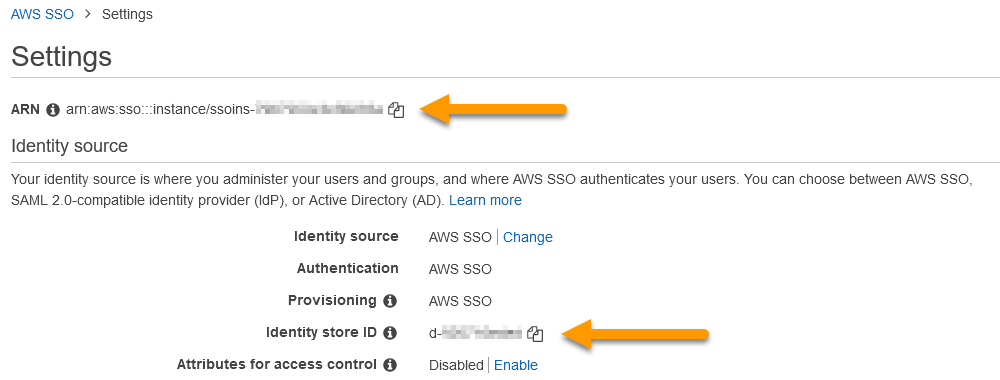 AWS SSO > Settings
Settings
ARN arn:aws:sso:::instance/ssoins-
Identity source
Your identity source is where you administer your users and groups, and where AWS SSO authenticates your users. You can choose between AWS SSO,
SAML 2.0-compatible identity provider (IdP), or Active Directory (AD). Learn more
Identity source AWS SSO | Change
Authentication AWS SSO
Provisioning AWS SSO
Identity store ID d-
Attributes for access control Disabled | Enable